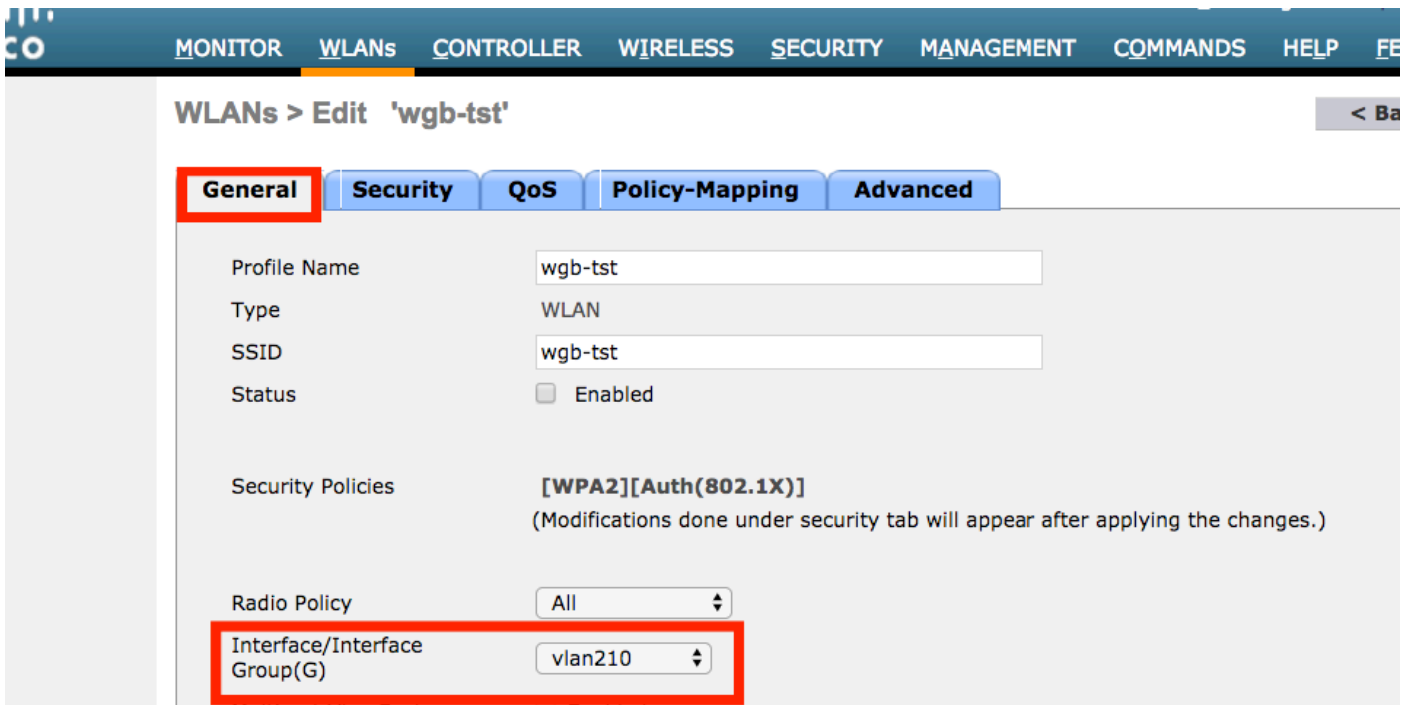 MONITOR WLANs CONTROLLER WIRELESS SECURITY MANAGEMENT COMMANDS HELP
WLANs > Edit 'wgb-tst'
General Security QoS Policy-Mapping Advanced
Profile Name wgb-tst
Type WLAN
SSID wgb-tst
Status Enabled
Security Policies [WPA2][Auth(802.1X)]
(Modifications done under security tab will appear after applying the changes.)
Radio Policy All
Interface/Interface
Group(G) vlan210